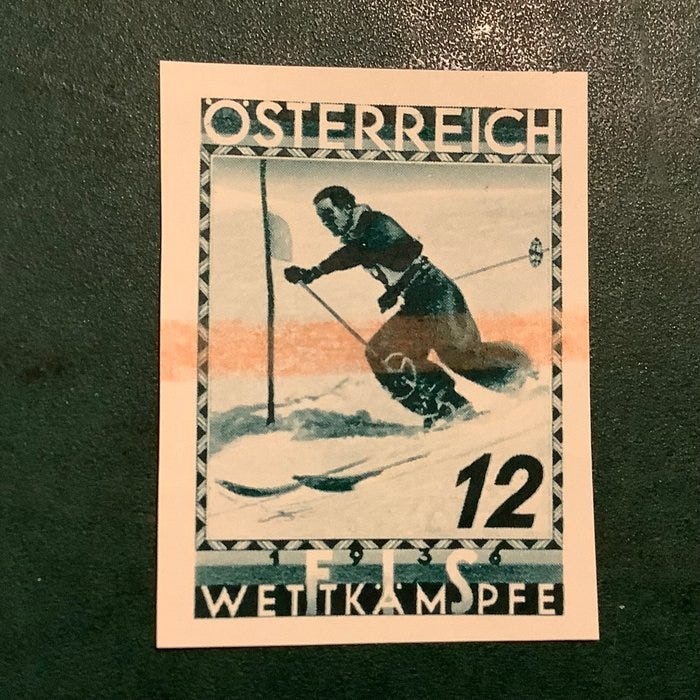 ÖSTERREICH
12
1936
FIS
WETTKÄMPFE